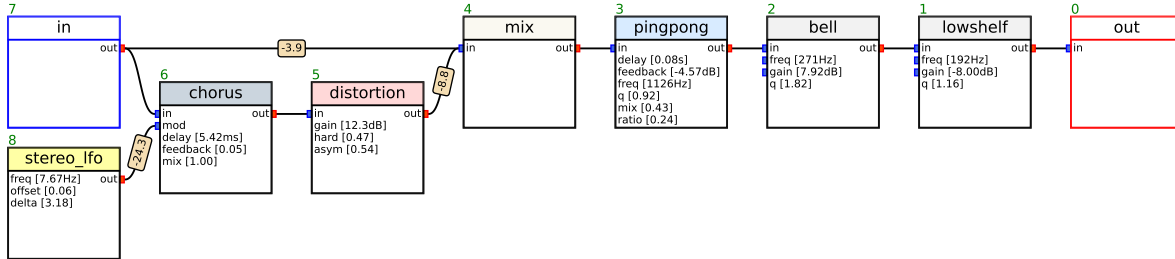 7
in
out
8
stereo_lfo
freq [7.67Hz]
out
offset [0.06]
delta [3.18]
-24.3
-3.9
6
chorus
in
out
mod
delay [5.42ms]
feedback [0.05]
mix [1.00]
5
distortion
in
out
gain [12.3dB]
hard [0.47]
asym [0.54]
-8.8
4
mix
in
out
3
pingpong
in
out
delay [0.08s]
feedback [-4.57dB]
freq [1126Hz]
q [0.92]
mix [0.43]
ratio [0.24]
2
bell
in
out
freq [271Hz]
gain [7.92dB]
q [1.82]
1
lowshelf
in
out
freq [192Hz]
gain [-8.00dB]
q [1.16]
0
out
in